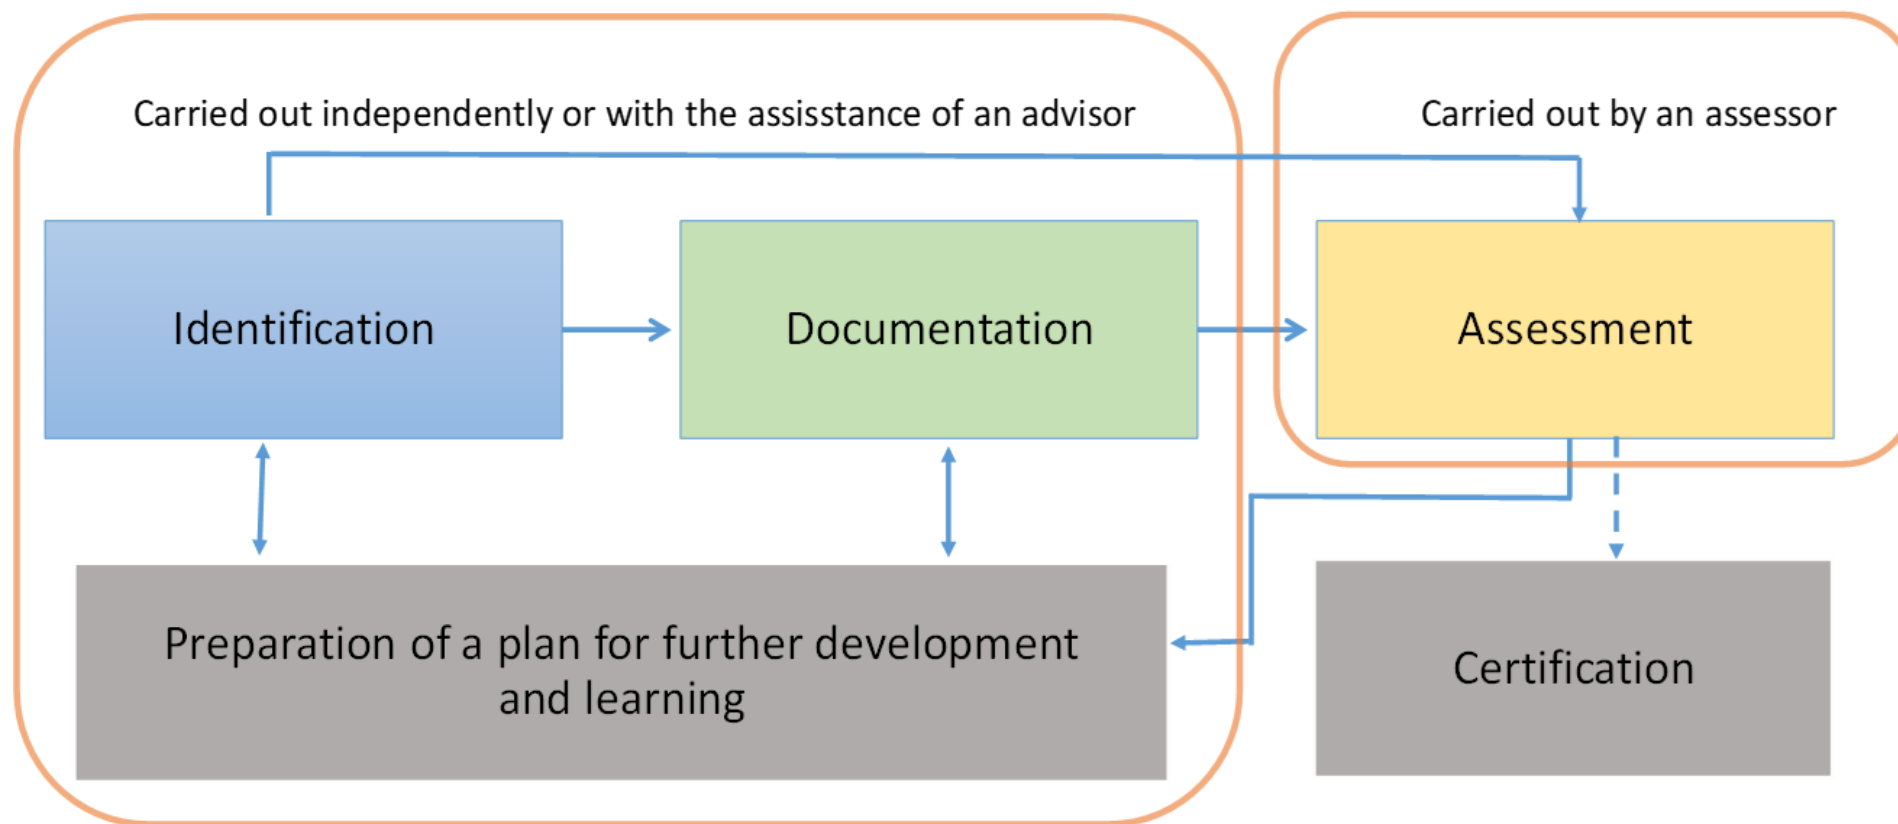 Carried out independently or with the assisstance of an advisor
Carried out by an assessor
Identification
Documentation
Assessment
Preparation of a plan for further development
and learning
Certification